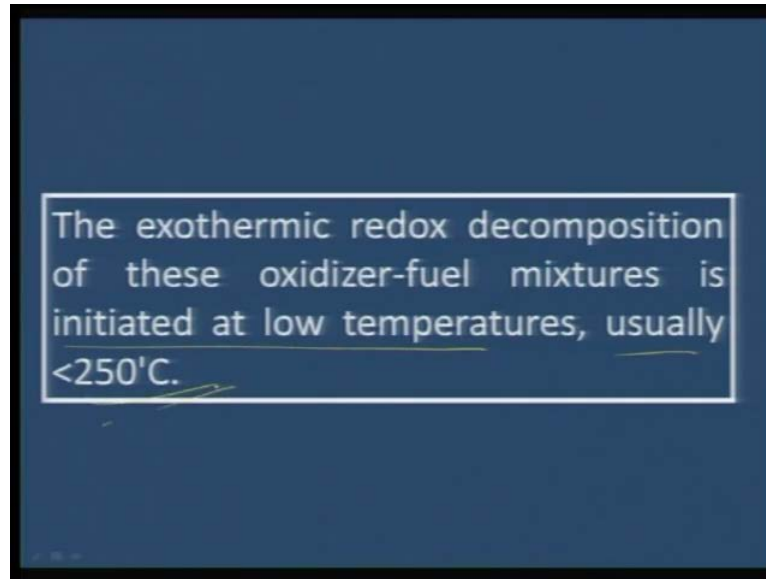 The exothermic redox decomposition
of these oxidizer-fuel mixtures is
initiated at low temperatures, usually
<250'C.